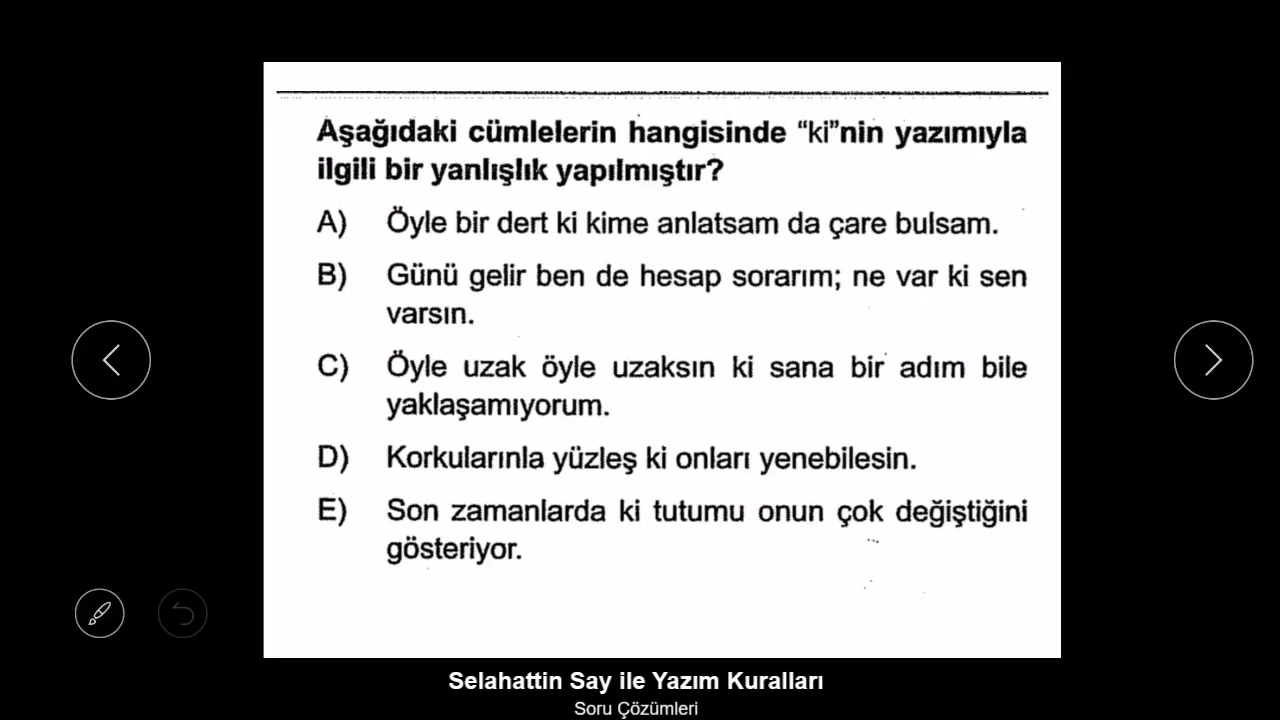 Aşağıdaki cümlelerin hangisinde “ki”nin yazımıyla
ilgili bir yanlışlık yapılmıştır?
A) Öyle bir dert ki kime anlatsam da çare bulsam.
B) Günü gelir ben de hesap sorarım; ne var ki sen
varsın.
C) Öyle uzak öyle uzaksın ki sana bir adım bile
yaklaşamıyorum.
D) Korkularınla yüzleş ki onları yenebilesin.
E) Son zamanlarda ki tutumu onun çok değiştiğini
gösteriyor.
Selahattin Say ile Yazım Kuralları
Soru Çözümleri